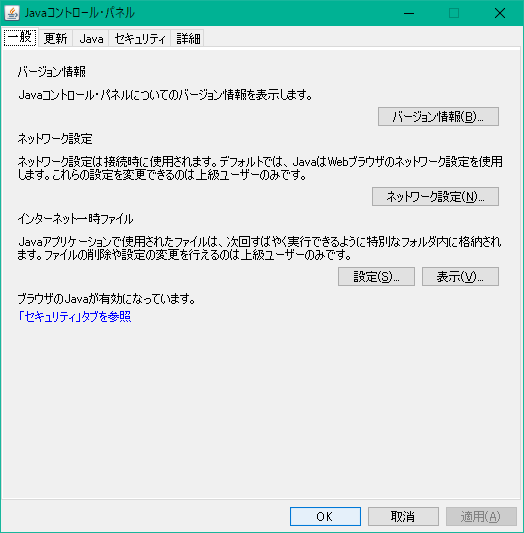 Javaコントロール・パネル
一般 更新 Java セキュリティ 詳細
バージョン情報
Javaコントロール・パネルについてのバージョン情報を表示します。
バージョン情報(B)...
ネットワーク設定
ネットワーク設定は接続時に使用されます。デフォルトでは、JavaはWebブラウザのネットワーク設定を使用
します。これらの設定を変更できるのは上級ユーザーのみです。
ネットワーク設定(N)...
インターネット一時ファイル
Javaアプリケーションで使用されたファイルは、次回すばやく実行できるように特別なフォルダ内に格納されま
す。ファイルの削除や設定の変更を行えるのは上級ユーザーのみです。
設定(S)... 表示(V)...
ブラウザのJavaが有効になっています。
「セキュリティ」タブを参照
OK 取消 適用(A)